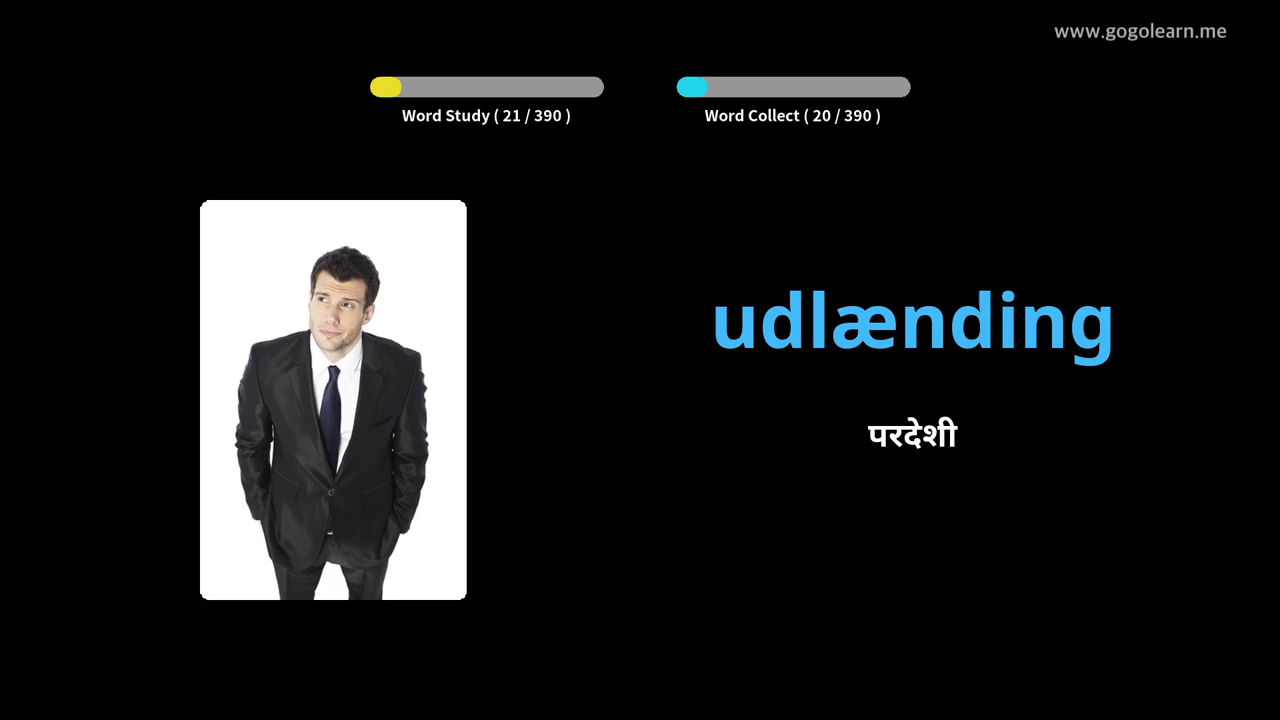 www.gogolearn.me
Word Study ( 21 / 390 )
Word Collect ( 20 / 390 )
udlænding
परदेशी